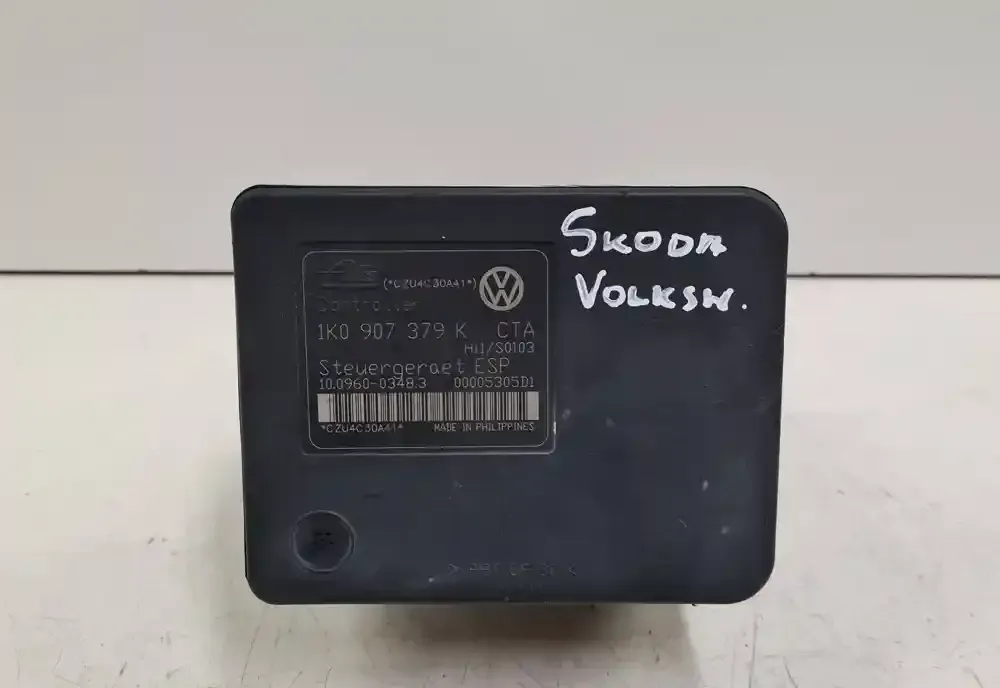 SKODA
VOLKSW.
(*CZU4C30A41*)
Controller
1K0 907 379 K CTA
H11/S0103
Steuergeraet ESP
10.0960-0348.3 00005305D1
*CZU4C30A41*
MADE IN PHILIPPINES